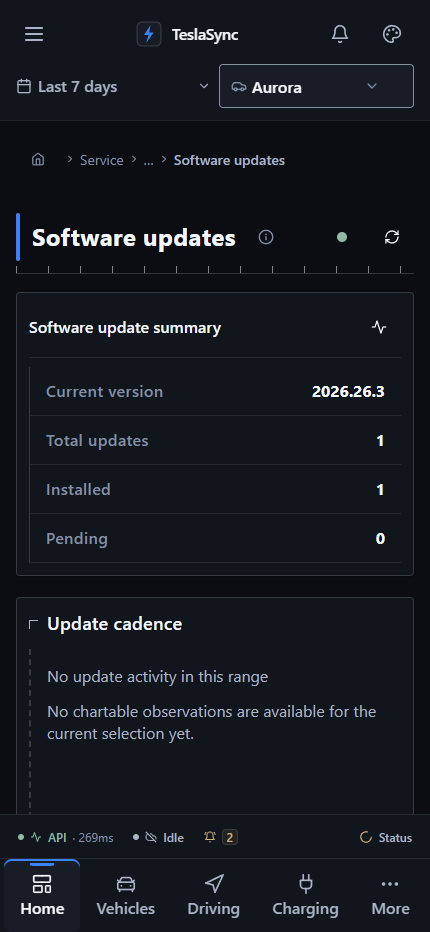 TeslaSync
Last 7 days
Aurora
Service
...
Software updates
Software updates
Software update summary
Current version 2026.26.3
Total updates 1
Installed 1
Pending 0
Update cadence
No update activity in this range
No chartable observations are available for the
current selection yet.
API · 269ms Idle 2 Status
Home Vehicles Driving Charging More